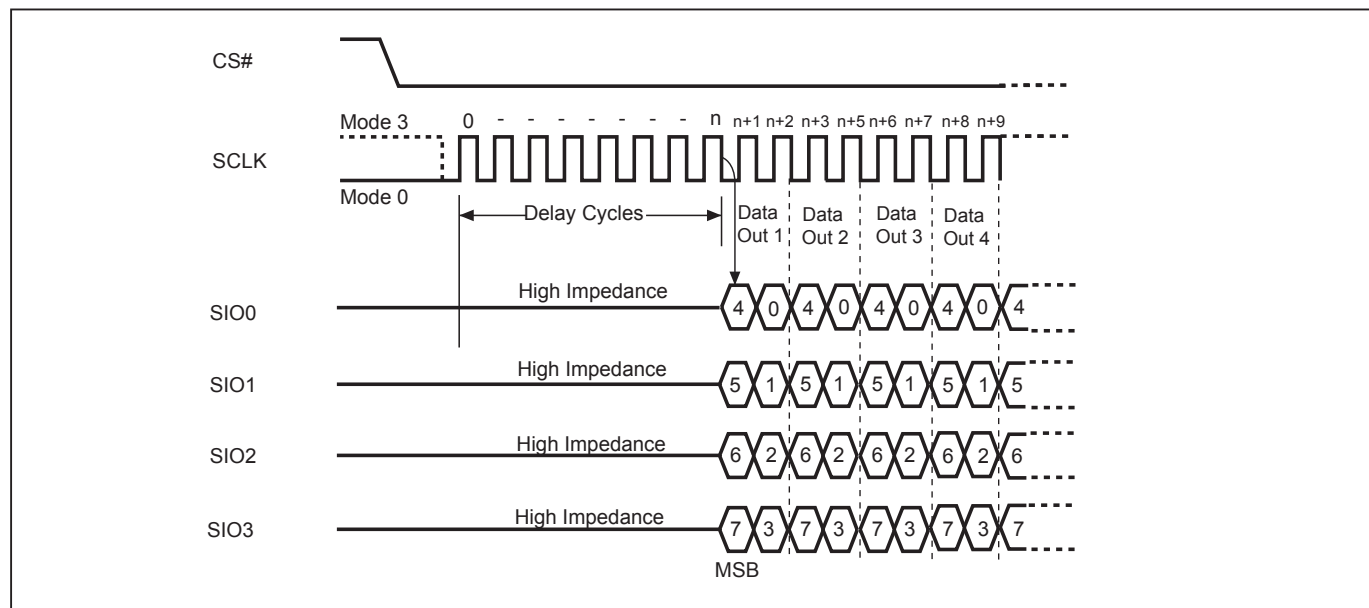 CS#
0 - - - - - - - n n+1 n+2 n+3 n+5 n+6 n+7 n+8 n+9
Mode 3
SCLK
Mode 0
Delay Cycles
Data Out 1
Data Out 2
Data Out 3
Data Out 4
High Impedance
SIO0 4 0 4 0 4 0 4 0 4
High Impedance
SIO1 5 1 5 1 5 1 5 1 5
High Impedance
SIO2 6 2 6 2 6 2 6 2 6
High Impedance
SIO3 7 3 7 3 7 3 7 3 7
MSB